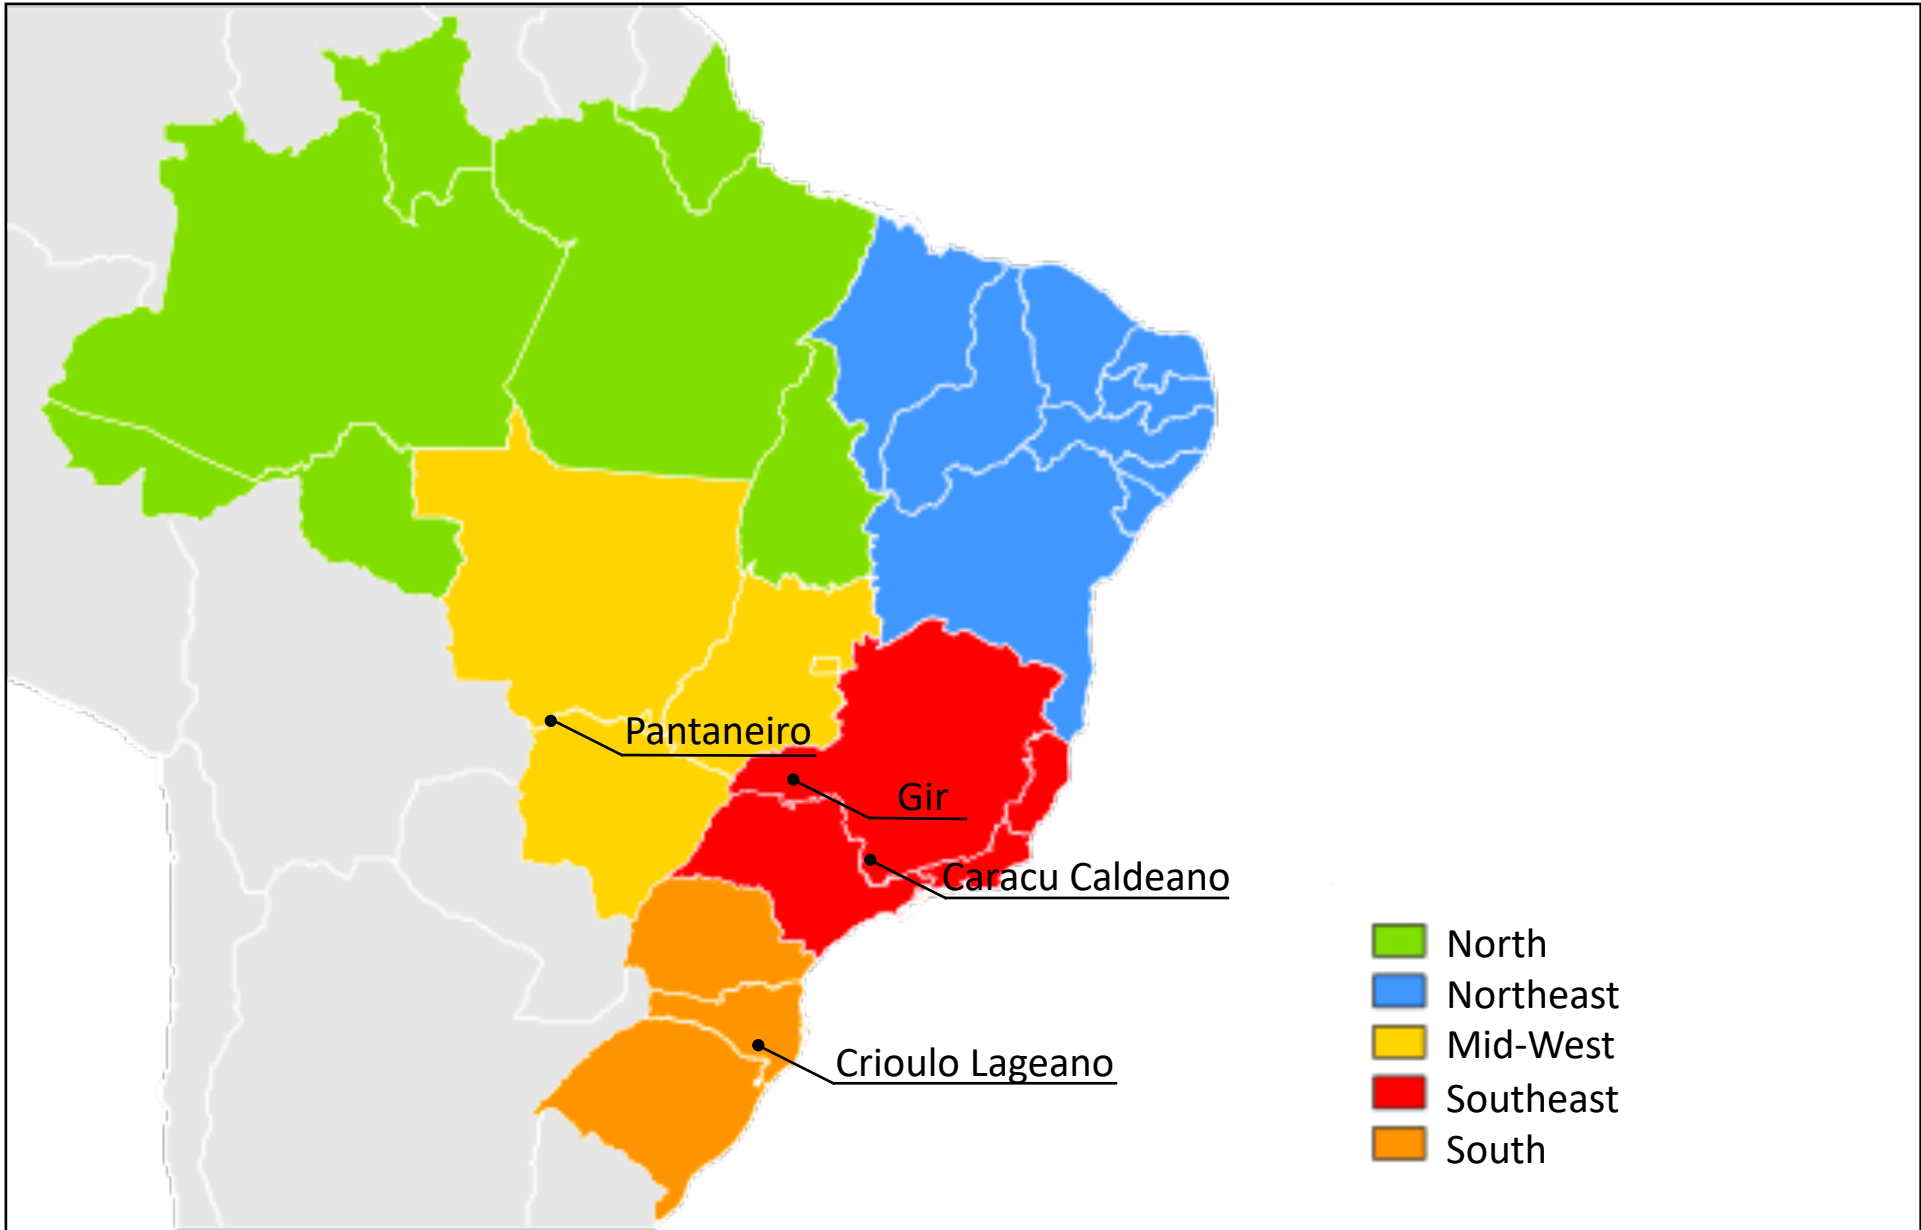 Pantaneiro
Gir
Caracu Caldeano
Crioulo Lageano
North
Northeast
Mid-West
Southeast
South